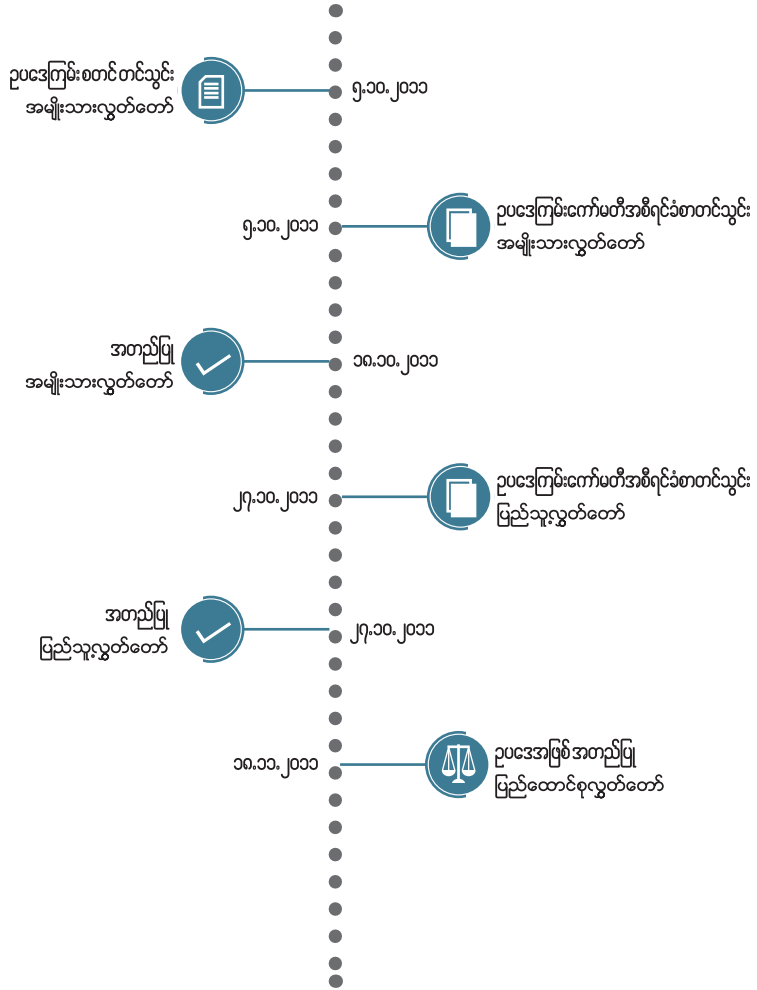 ဥပဒေကြမ်းစတင်တင်သွင်း
အမျိုးသားလွှတ်တော်
၅.၁၀.၂၀၁၁
၅.၁၀.၂၀၁၁
ဥပဒေကြမ်းကော်မတီအစီရင်ခံစာတင်သွင်း
အမျိုးသားလွှတ်တော်
အတည်ပြု
အမျိုးသားလွှတ်တော်
၁၈.၁၀.၂၀၁၁
၂၇.၁၀.၂၀၁၁
ဥပဒေကြမ်းကော်မတီအစီရင်ခံစာတင်သွင်း
ပြည်သူ့လွှတ်တော်
အတည်ပြု
ပြည်သူ့လွှတ်တော်
၂၇.၁၀.၂၀၁၁
၁၈.၁၁.၂၀၁၁
ဥပဒေအဖြစ်အတည်ပြု
ပြည်ထောင်စုလွှတ်တော်